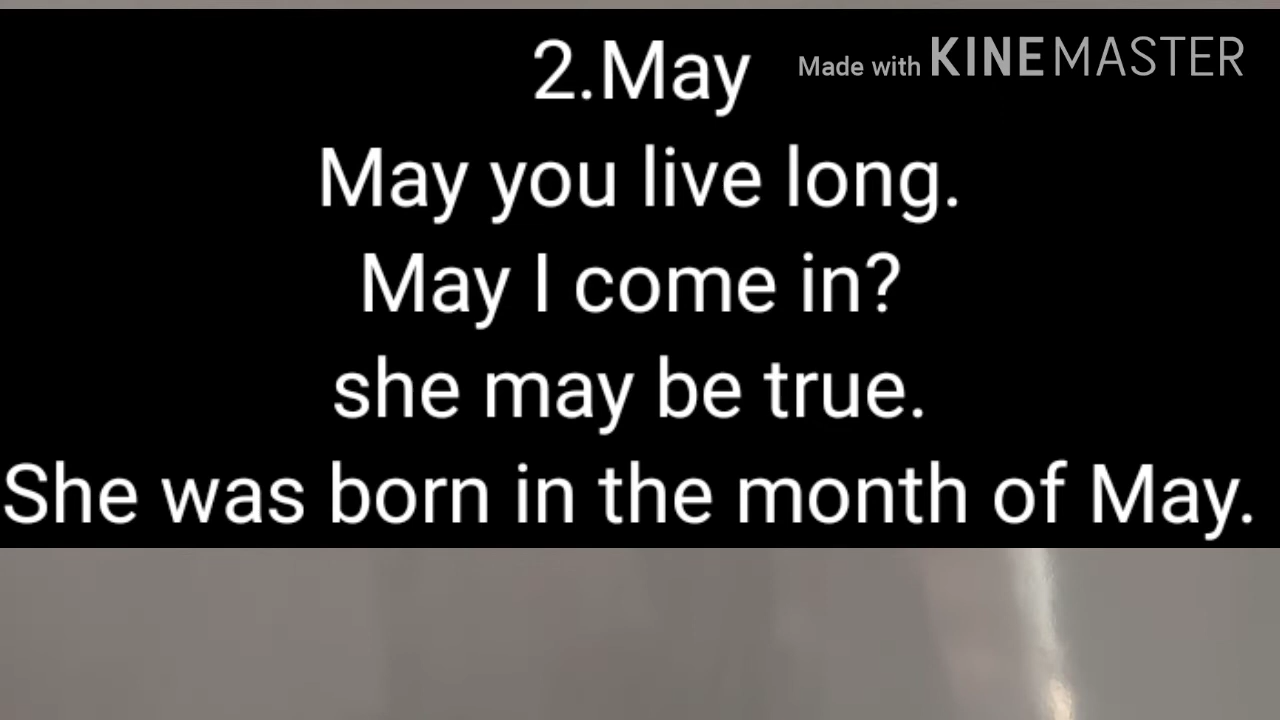 2.May
Made with KINEMASTER
May you live long.
May I come in?
she may be true.
She was born in the month of May.